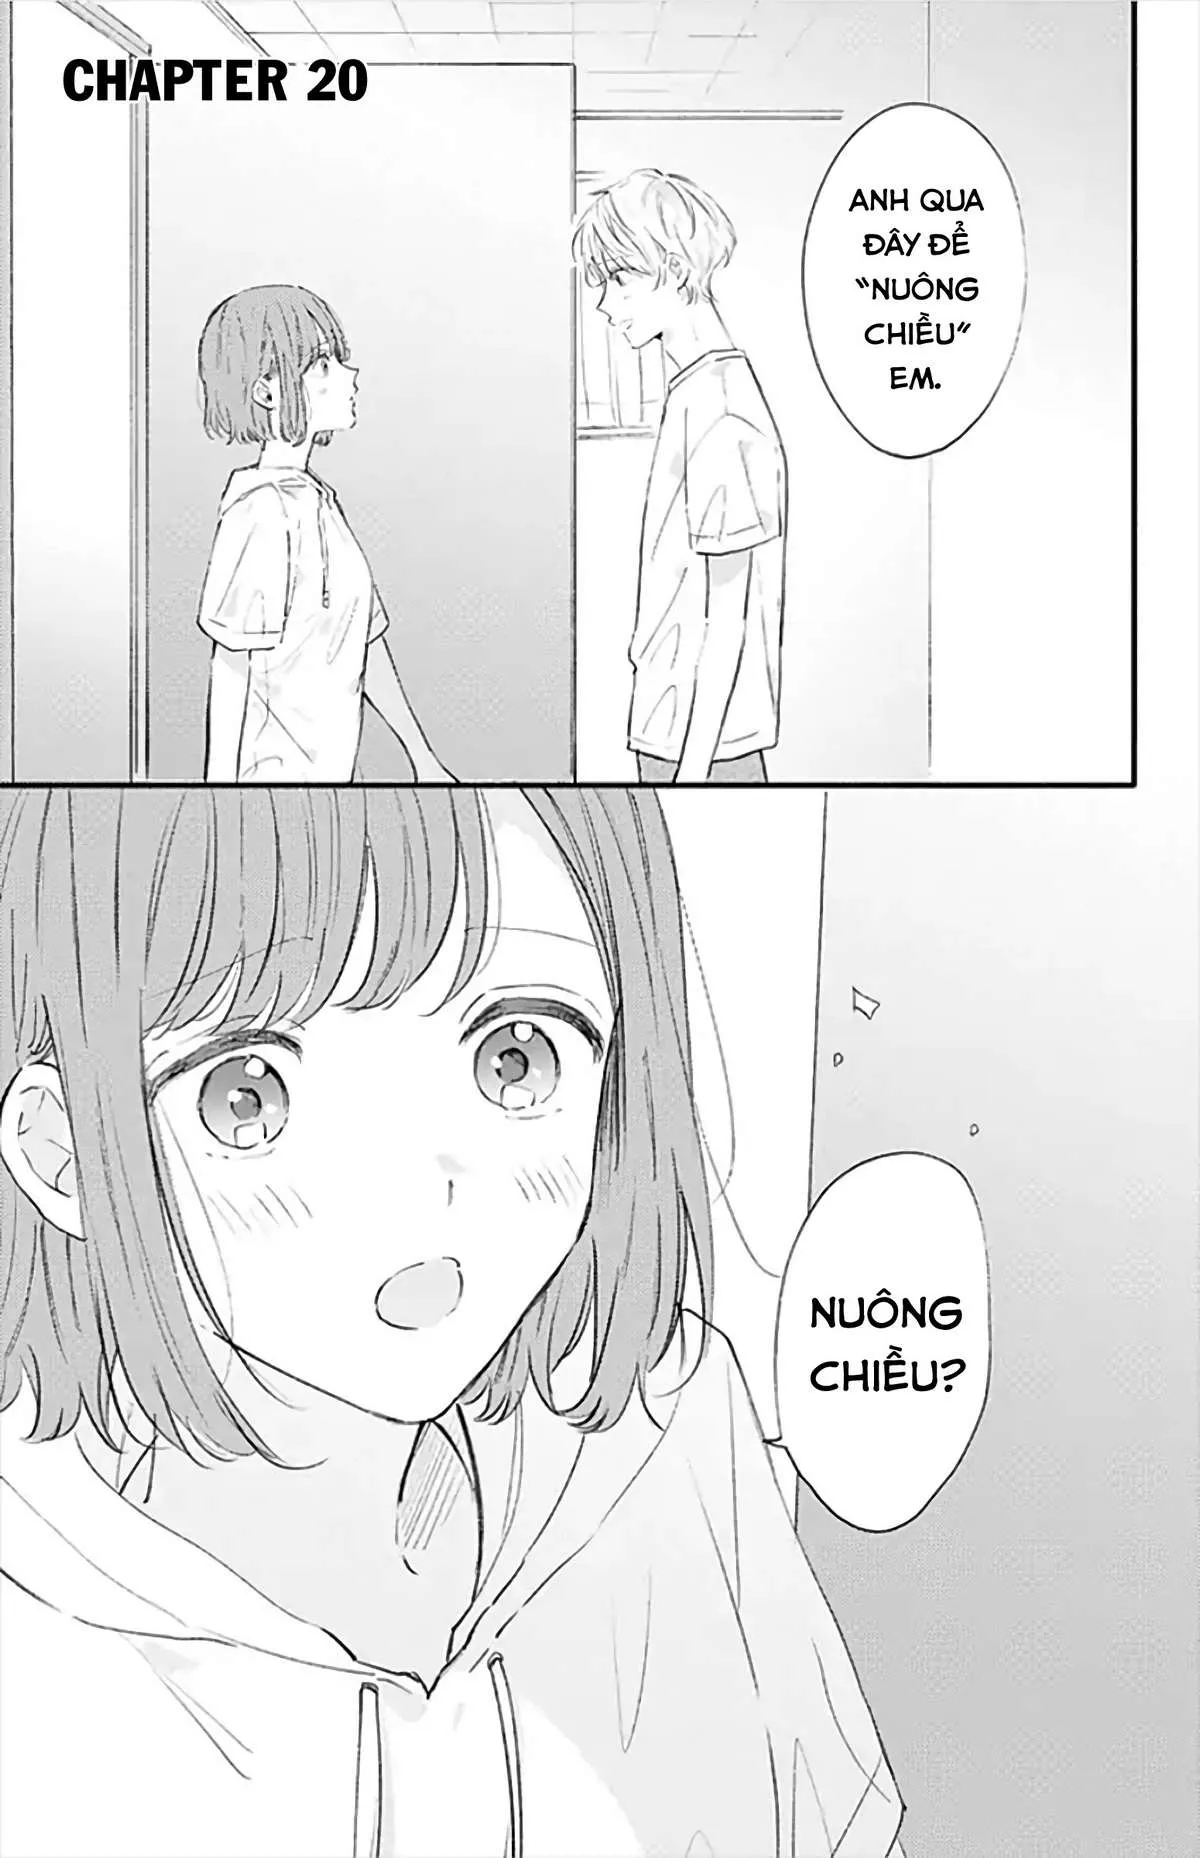 CHAPTER 20
ANH QUA
ĐÂY ĐỂ
"NUÔNG
CHIỀU"
EM.
NUÔNG
CHIỀU?